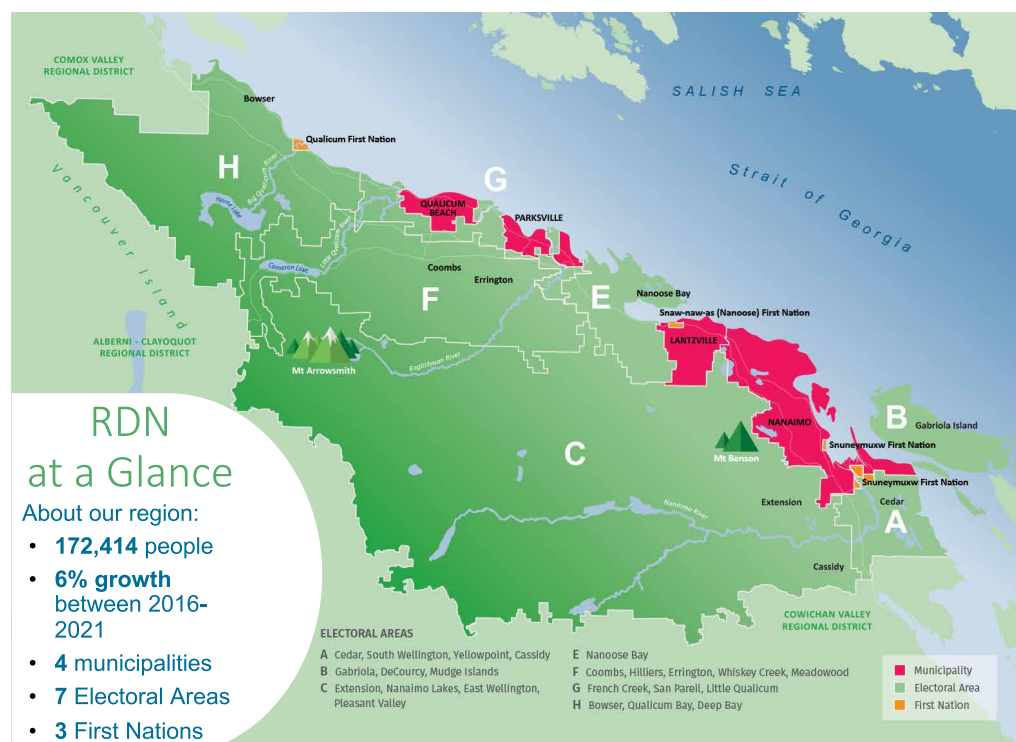 COMOX VALLEY
REGIONAL DISTRICT
SALISH SEA
Strait of Georgia
Vancouver Island
Bowser
Qualicum First Nation
H
Big Qualicum River
Horne Lake
G
QUALICUM
BEACH
PARKSVILLE
Little Qualicum River
Cameron Lake
Coombs
Errington
F
E
Nanoose Bay
Snaw-naw-as (Nanoose) First Nation
LANTZVILLE
ALBERNI - CLAYOQUOT
REGIONAL DISTRICT
Mt Arrowsmith
Englishman River
B
Gabriola Island
NANAIMO
Snuneymuxw First Nation
Mt Benson
C
Snuneymuxw First Nation
Extension
Cedar
A
Nanaimo River
Cassidy
COWICHAN VALLEY
REGIONAL DISTRICT
RDN
at a Glance
About our region:
• 172,414 people
• 6% growth
between 2016-
2021
• 4 municipalities
• 7 Electoral Areas
• 3 First Nations
ELECTORAL AREAS
A Cedar, South Wellington, Yellowpoint, Cassidy
B Gabriola, DeCourcy, Mudge Islands
C Extension, Nanaimo Lakes, East Wellington,
Pleasant Valley
E Nanoose Bay
F Coombs, Hilliers, Errington, Whiskey Creek, Meadowood
G French Creek, San Pareil, Little Qualicum
H Bowser, Qualicum Bay, Deep Bay
Municipality
Electoral Area
First Nation